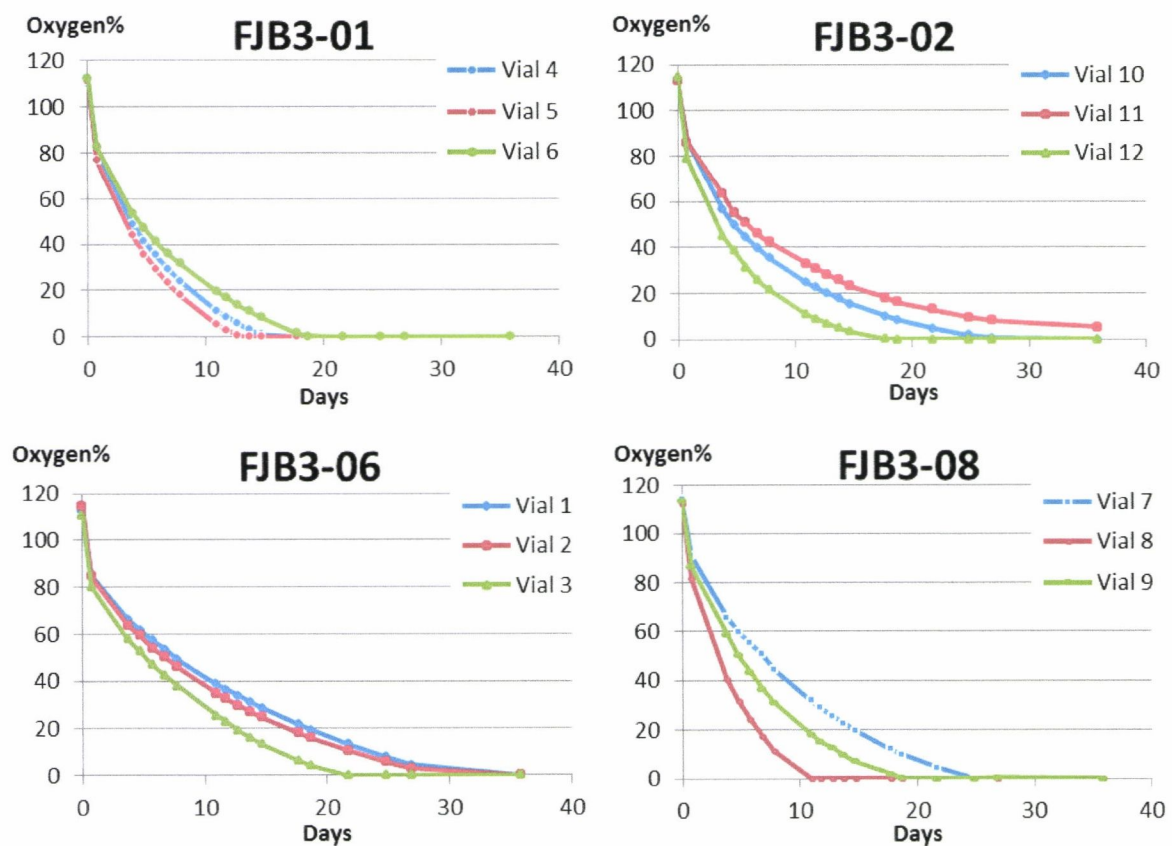 Oxygen%
FJB3-01
Vial 4
Vial 5
Vial 6
120
100
80
60
40
20
0
0 10 20 30 40
Days
Oxygen%
FJB3-02
Vial 10
Vial 11
Vial 12
120
100
80
60
40
20
0
0 10 20 30 40
Days
Oxygen%
FJB3-06
Vial 1
Vial 2
Vial 3
120
100
80
60
40
20
0
0 10 20 30 40
Days
Oxygen%
FJB3-08
Vial 7
Vial 8
Vial 9
120
100
80
60
40
20
0
0 10 20 30 40
Days